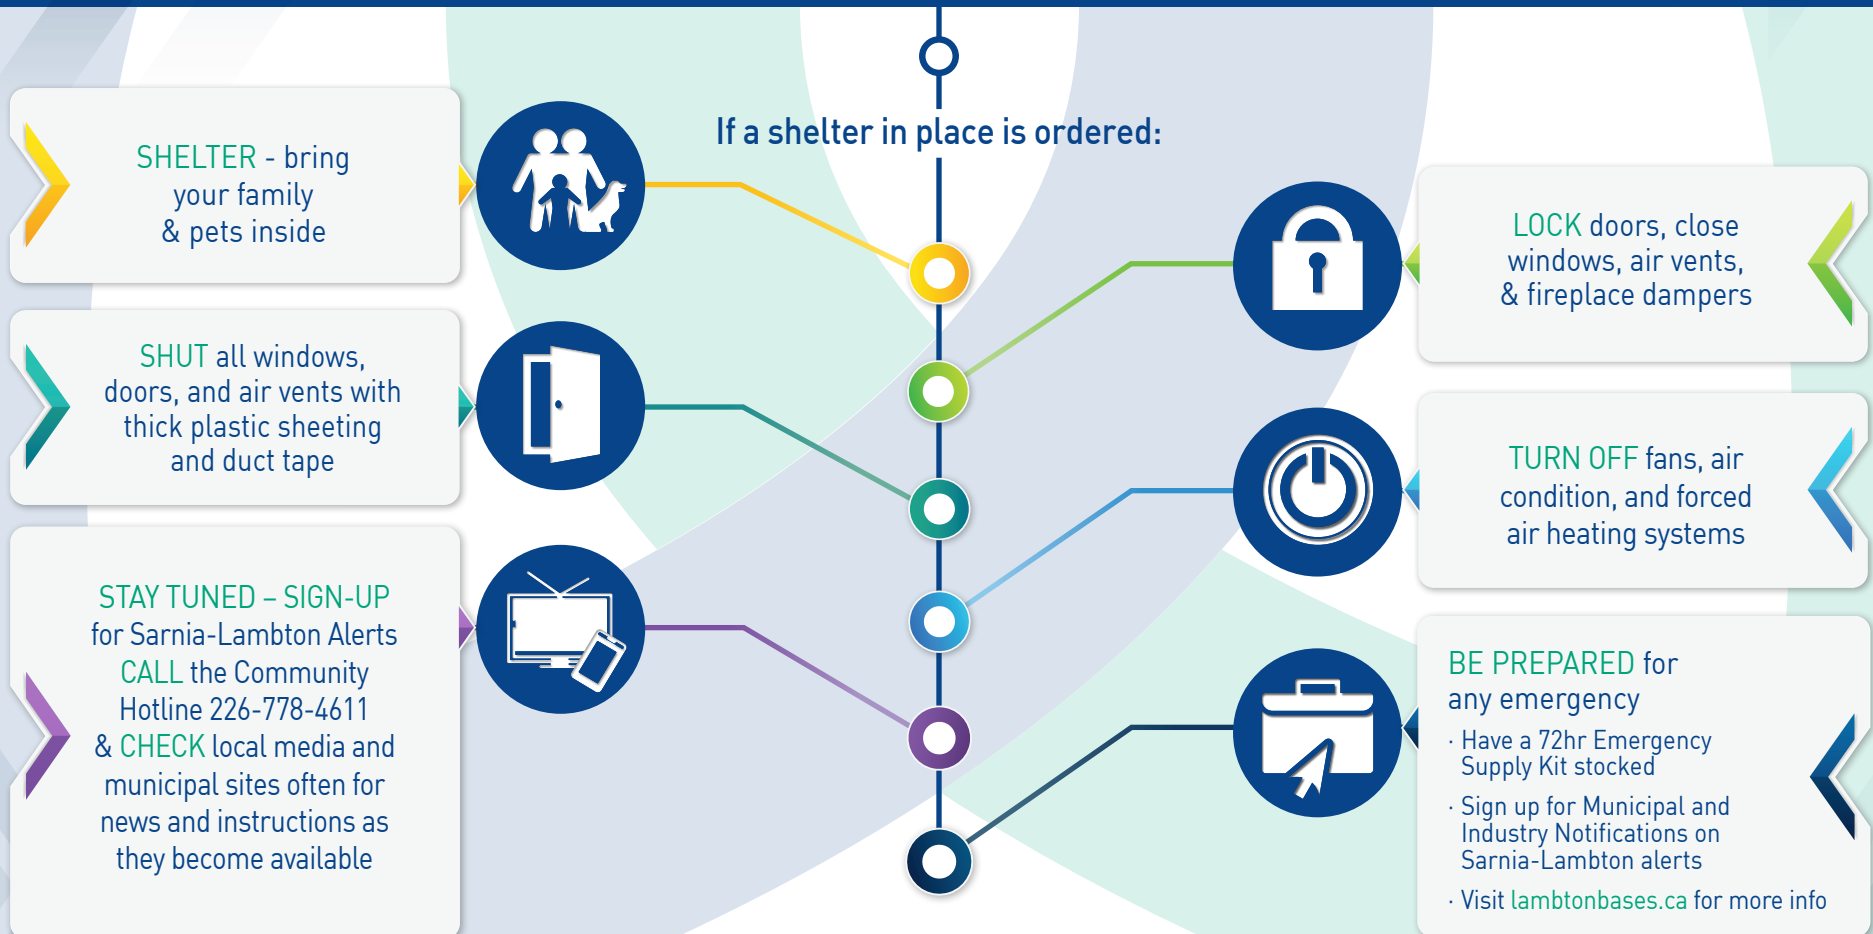 If a shelter in place is ordered:
SHELTER - bring
your family
& pets inside
LOCK doors, close
windows, air vents,
& fireplace dampers
SHUT all windows,
doors, and air vents with
thick plastic sheeting
and duct tape
TURN OFF fans, air
condition, and forced
air heating systems
STAY TUNED – SIGN-UP
for Sarnia-Lambton Alerts
CALL the Community
Hotline 226-778-4611
& CHECK local media and
municipal sites often for
news and instructions as
they become available
BE PREPARED for
any emergency
· Have a 72hr Emergency
Supply Kit stocked
· Sign up for Municipal and
Industry Notifications on
Sarnia-Lambton alerts
· Visit lambtonbases.ca for more info